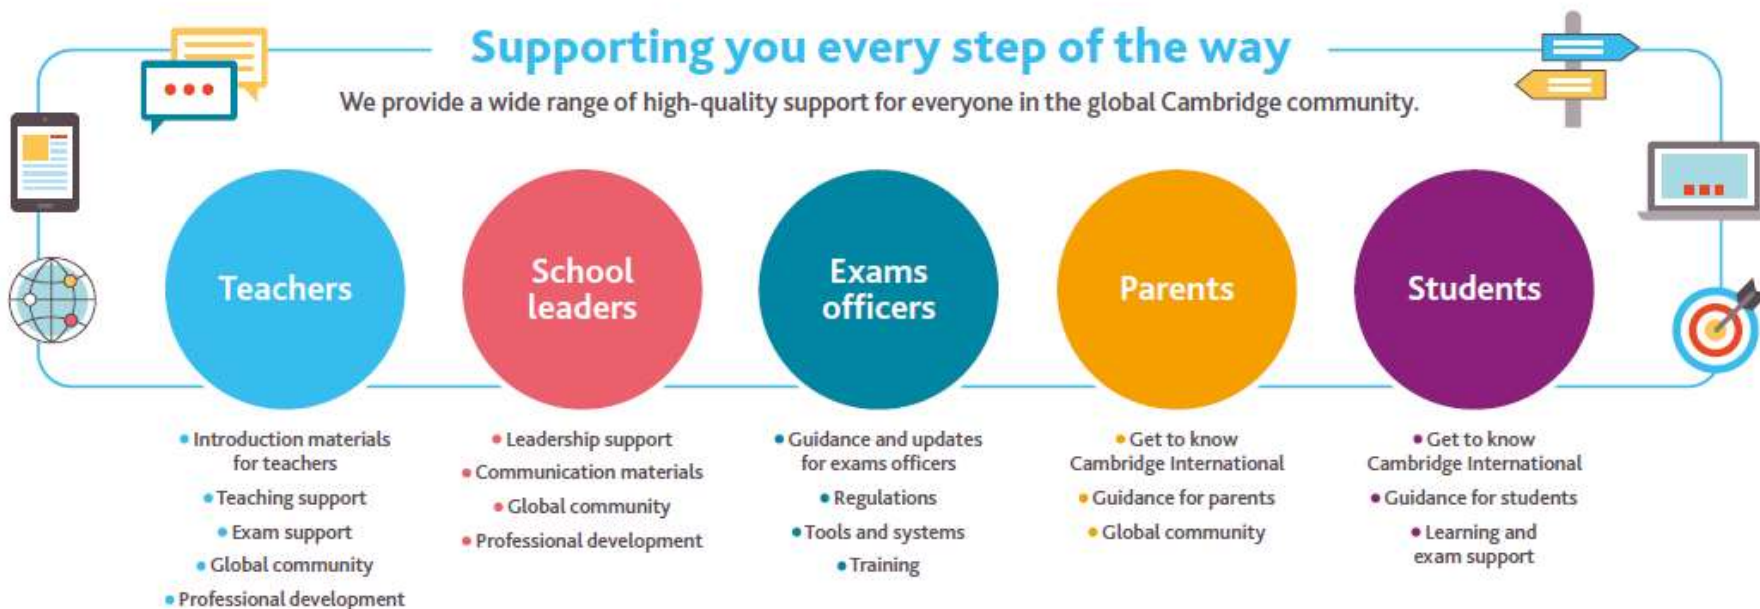 Supporting you every step of the way
We provide a wide range of high-quality support for everyone in the global Cambridge community.
Teachers
School
leaders
Exams
officers
Parents
Students
• Introduction materials
for teachers
• Teaching support
• Exam support
• Global community
• Professional development
• Leadership support
• Communication materials
• Global community
• Professional development
• Guidance and updates
for exams officers
• Regulations
• Tools and systems
• Training
• Get to know
Cambridge International
• Guidance for parents
• Global community
• Get to know
Cambridge International
• Guidance for students
• Learning and
exam support